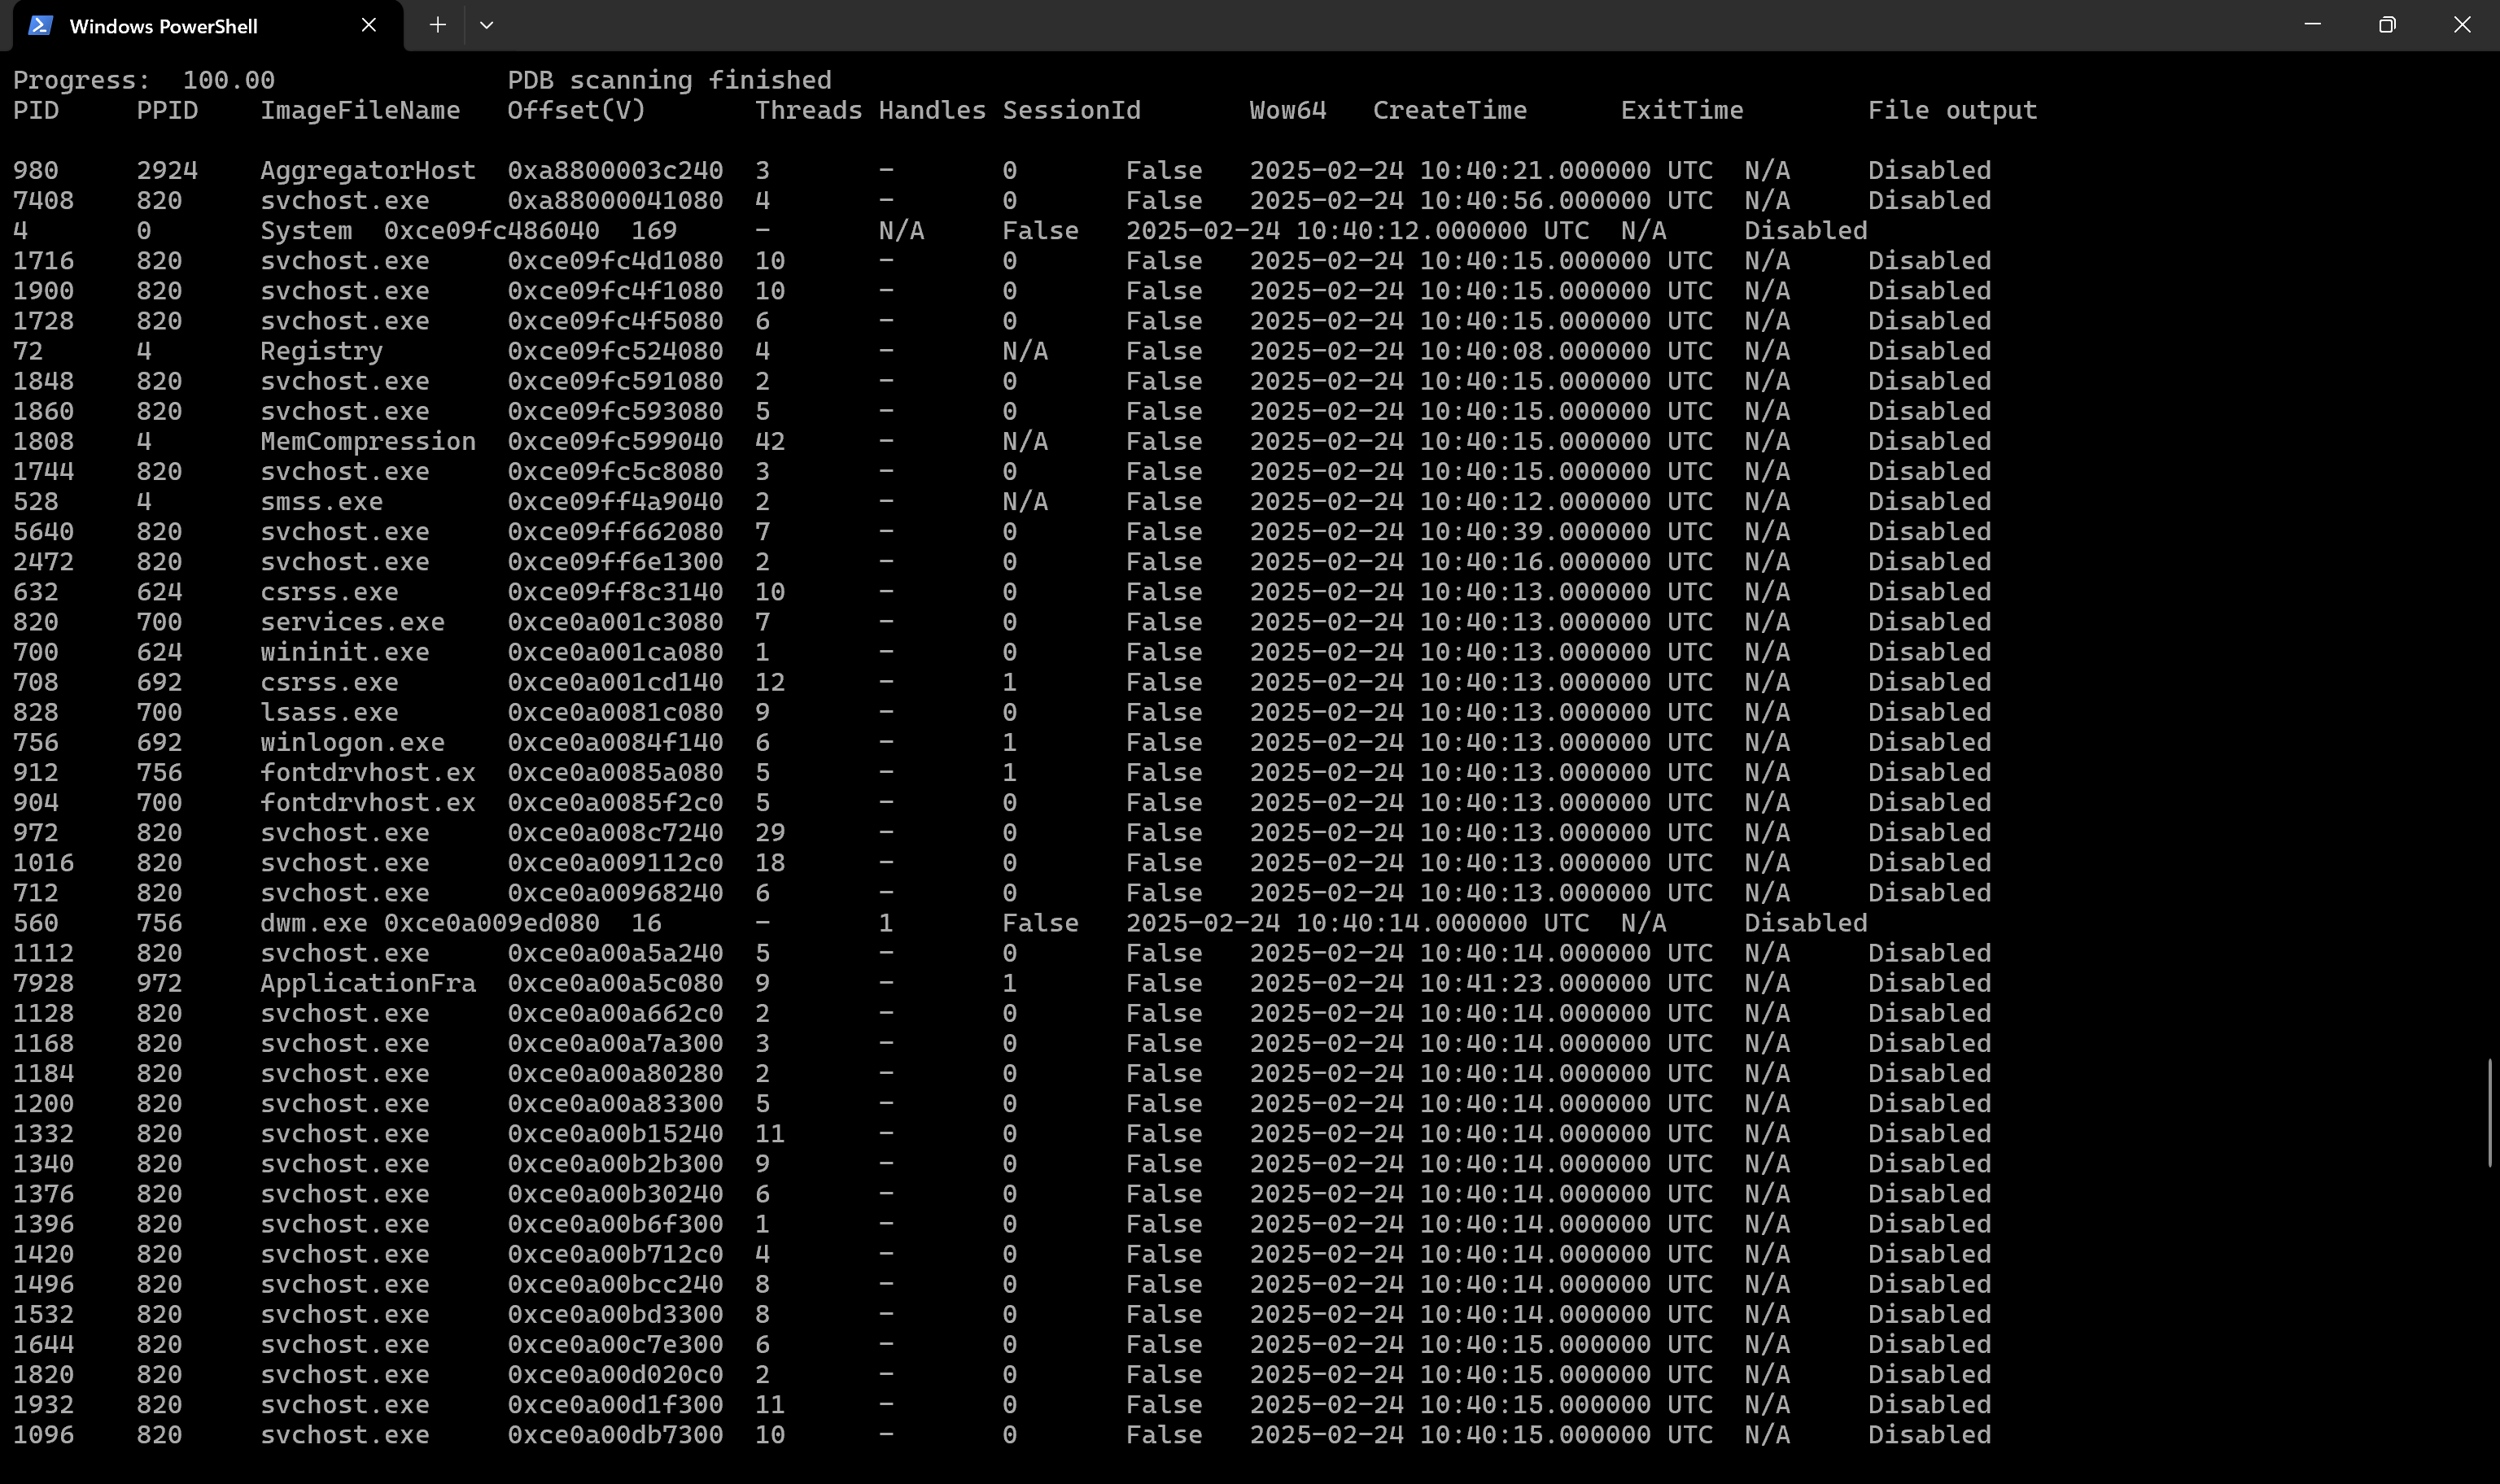 Windows PowerShell
Progress:  100.00               PDB scanning finished
PID     PPID    ImageFileName   Offset(V)       Threads Handles SessionId       Wow64   CreateTime      ExitTime        File output
980     2924    AggregatorHost  0xa8800003c240  3       -       0       False   2025-02-24 10:40:21.000000 UTC  N/A     Disabled
7408    820     svchost.exe     0xa88000041080  4       -       0       False   2025-02-24 10:40:56.000000 UTC  N/A     Disabled
4       0       System  0xce09fc486040  169     -       N/A     False   2025-02-24 10:40:12.000000 UTC  N/A     Disabled
1716    820     svchost.exe     0xce09fc4d1080  10      -       0       False   2025-02-24 10:40:15.000000 UTC  N/A     Disabled
1900    820     svchost.exe     0xce09fc4f1080  10      -       0       False   2025-02-24 10:40:15.000000 UTC  N/A     Disabled
1728    820     svchost.exe     0xce09fc4f5080  6       -       0       False   2025-02-24 10:40:15.000000 UTC  N/A     Disabled
72      4       Registry        0xce09fc524080  4       -       N/A     False   2025-02-24 10:40:08.000000 UTC  N/A     Disabled
1848    820     svchost.exe     0xce09fc591080  2       -       0       False   2025-02-24 10:40:15.000000 UTC  N/A     Disabled
1860    820     svchost.exe     0xce09fc593080  5       -       0       False   2025-02-24 10:40:15.000000 UTC  N/A     Disabled
1808    4       MemCompression  0xce09fc599040  42      -       N/A     False   2025-02-24 10:40:15.000000 UTC  N/A     Disabled
1744    820     svchost.exe     0xce09fc5c8080  3       -       0       False   2025-02-24 10:40:15.000000 UTC  N/A     Disabled
528     4       smss.exe        0xce09ff4a9040  2       -       N/A     False   2025-02-24 10:40:12.000000 UTC  N/A     Disabled
5640    820     svchost.exe     0xce09ff662080  7       -       0       False   2025-02-24 10:40:39.000000 UTC  N/A     Disabled
2472    820     svchost.exe     0xce09ff6e1300  2       -       0       False   2025-02-24 10:40:16.000000 UTC  N/A     Disabled
632     624     csrss.exe       0xce09ff8c3140  10      -       0       False   2025-02-24 10:40:13.000000 UTC  N/A     Disabled
820     700     services.exe    0xce0a001c3080  7       -       0       False   2025-02-24 10:40:13.000000 UTC  N/A     Disabled
700     624     wininit.exe     0xce0a001ca080  1       -       0       False   2025-02-24 10:40:13.000000 UTC  N/A     Disabled
708     692     csrss.exe       0xce0a001cd140  12      -       1       False   2025-02-24 10:40:13.000000 UTC  N/A     Disabled
828     700     lsass.exe       0xce0a0081c080  9       -       0       False   2025-02-24 10:40:13.000000 UTC  N/A     Disabled
756     692     winlogon.exe    0xce0a0084f140  6       -       1       False   2025-02-24 10:40:13.000000 UTC  N/A     Disabled
912     756     fontdrvhost.ex  0xce0a0085a080  5       -       1       False   2025-02-24 10:40:13.000000 UTC  N/A     Disabled
904     700     fontdrvhost.ex  0xce0a0085f2c0  5       -       0       False   2025-02-24 10:40:13.000000 UTC  N/A     Disabled
972     820     svchost.exe     0xce0a008c7240  29      -       0       False   2025-02-24 10:40:13.000000 UTC  N/A     Disabled
1016    820     svchost.exe     0xce0a009112c0  18      -       0       False   2025-02-24 10:40:13.000000 UTC  N/A     Disabled
712     820     svchost.exe     0xce0a00968240  6       -       0       False   2025-02-24 10:40:13.000000 UTC  N/A     Disabled
560     756     dwm.exe 0xce0a009ed080  16      -       1       False   2025-02-24 10:40:14.000000 UTC  N/A     Disabled
1112    820     svchost.exe     0xce0a00a5a240  5       -       0       False   2025-02-24 10:40:14.000000 UTC  N/A     Disabled
7928    972     ApplicationFra  0xce0a00a5c080  9       -       1       False   2025-02-24 10:41:23.000000 UTC  N/A     Disabled
1128    820     svchost.exe     0xce0a00a662c0  2       -       0       False   2025-02-24 10:40:14.000000 UTC  N/A     Disabled
1168    820     svchost.exe     0xce0a00a7a300  3       -       0       False   2025-02-24 10:40:14.000000 UTC  N/A     Disabled
1184    820     svchost.exe     0xce0a00a80280  2       -       0       False   2025-02-24 10:40:14.000000 UTC  N/A     Disabled
1200    820     svchost.exe     0xce0a00a83300  5       -       0       False   2025-02-24 10:40:14.000000 UTC  N/A     Disabled
1332    820     svchost.exe     0xce0a00b15240  11      -       0       False   2025-02-24 10:40:14.000000 UTC  N/A     Disabled
1340    820     svchost.exe     0xce0a00b2b300  9       -       0       False   2025-02-24 10:40:14.000000 UTC  N/A     Disabled
1376    820     svchost.exe     0xce0a00b30240  6       -       0       False   2025-02-24 10:40:14.000000 UTC  N/A     Disabled
1396    820     svchost.exe     0xce0a00b6f300  1       -       0       False   2025-02-24 10:40:14.000000 UTC  N/A     Disabled
1420    820     svchost.exe     0xce0a00b712c0  4       -       0       False   2025-02-24 10:40:14.000000 UTC  N/A     Disabled
1496    820     svchost.exe     0xce0a00bcc240  8       -       0       False   2025-02-24 10:40:14.000000 UTC  N/A     Disabled
1532    820     svchost.exe     0xce0a00bd3300  8       -       0       False   2025-02-24 10:40:14.000000 UTC  N/A     Disabled
1644    820     svchost.exe     0xce0a00c7e300  6       -       0       False   2025-02-24 10:40:15.000000 UTC  N/A     Disabled
1820    820     svchost.exe     0xce0a00d020c0  2       -       0       False   2025-02-24 10:40:15.000000 UTC  N/A     Disabled
1932    820     svchost.exe     0xce0a00d1f300  11      -       0       False   2025-02-24 10:40:15.000000 UTC  N/A     Disabled
1096    820     svchost.exe     0xce0a00db7300  10      -       0       False   2025-02-24 10:40:15.000000 UTC  N/A     Disabled